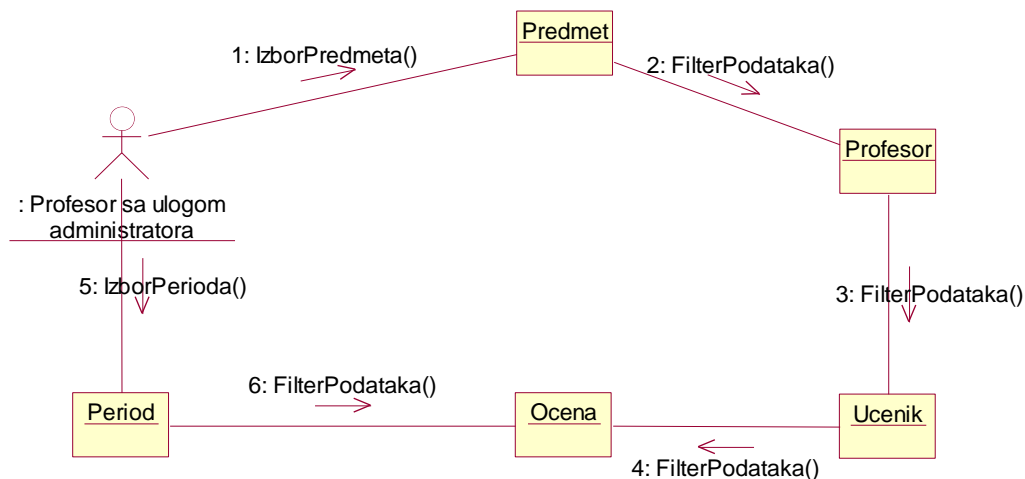 Predmet
1: IzborPredmeta()
2: FilterPodataka()
Profesor
: Profesor sa ulogom
administratora
5: IzborPerioda()
3: FilterPodataka()
6: FilterPodataka()
Period
Ocena
Ucenik
4: FilterPodataka()